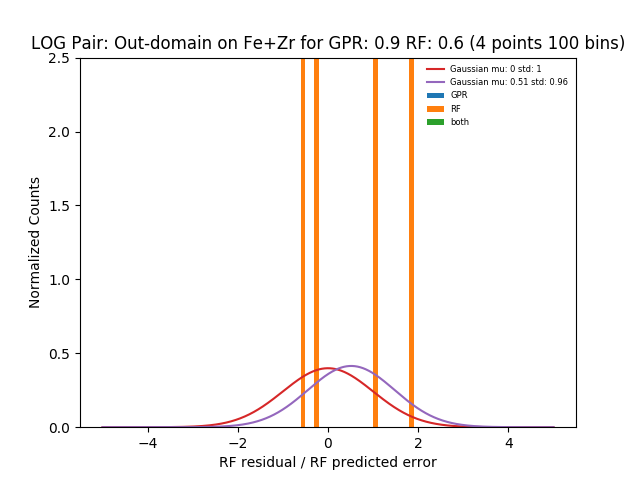 LOG Pair: Out-domain on Fe+Zr for GPR: 0.9 RF: 0.6 (4 points 100 bins)
Gaussian mu: 0 std: 1
Gaussian mu: 0.51 std: 0.96
GPR
RF
both
Normalized Counts
2.5
2.0
1.5
1.0
0.5
0.0
−4
−2
0
2
4
RF residual / RF predicted error